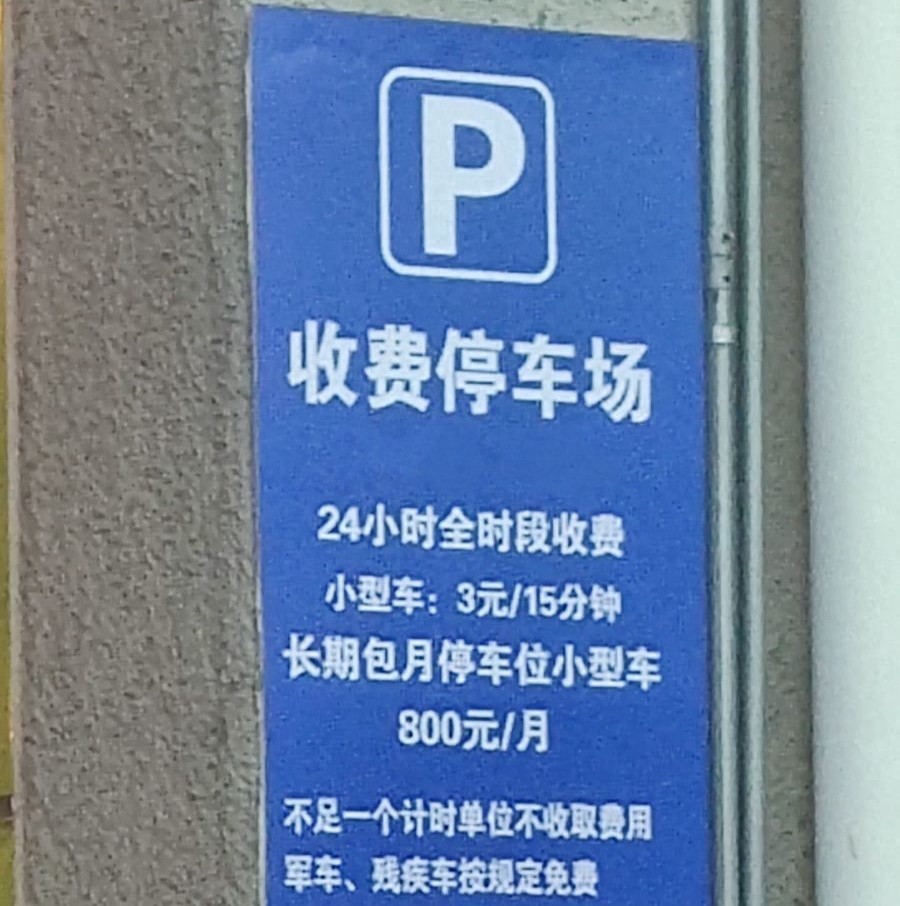 P
收费停车场
24小时全时段收费
小型车：3元/15分钟
长期包月停车位小型车
800元/月
不足一个计时单位不收取费用
军车、残疾车按规定免费